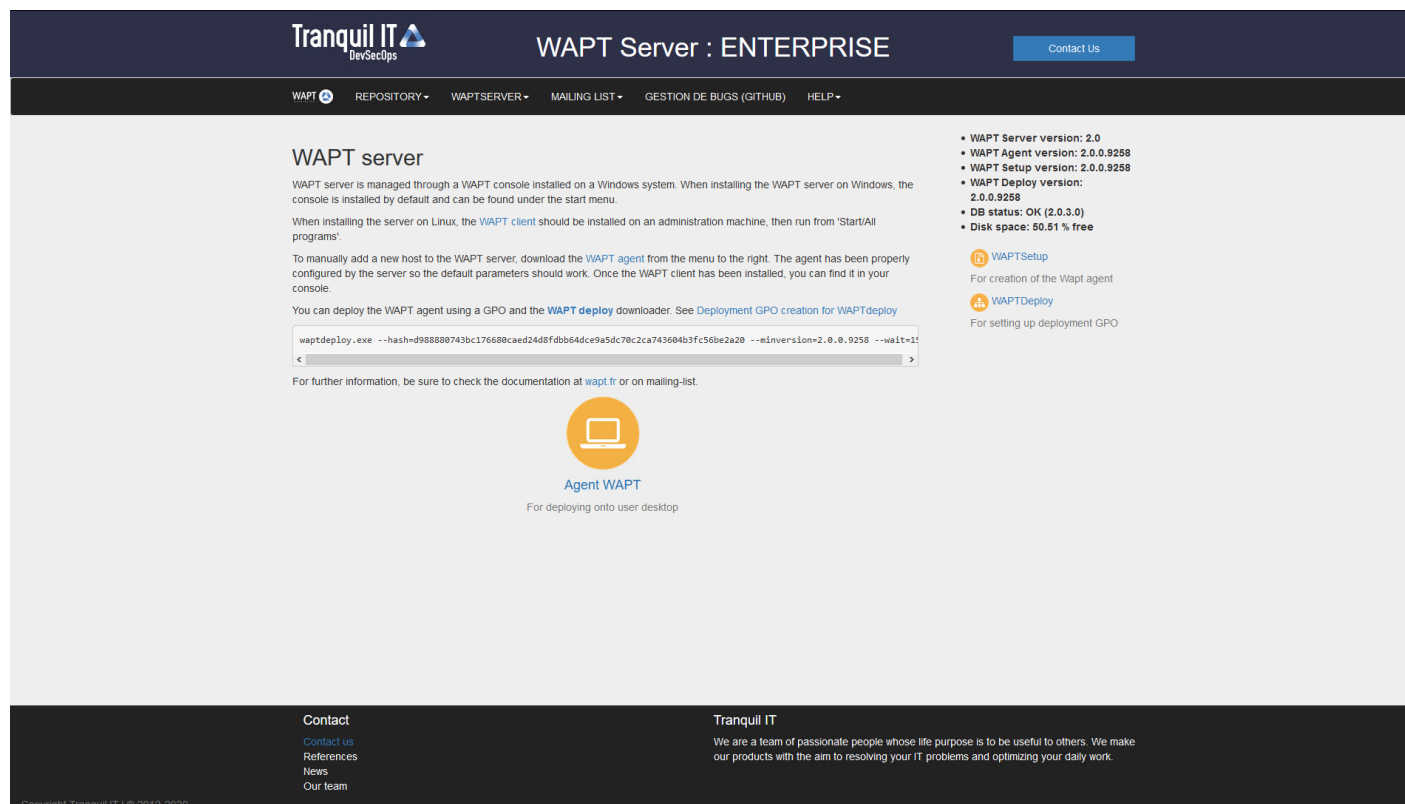 Tranquil IT
DevSecOps
WAPT Server : ENTERPRISE
Contact Us
WAPT
REPOSITORY
WAPTSERVER
MAILING LIST
GESTION DE BUGS (GITHUB)
HELP
WAPT server
WAPT server is managed through a WAPT console installed on a Windows system. When installing the WAPT server on Windows, the
console is installed by default and can be found under the start menu.
When installing the server on Linux, the WAPT client should be installed on an administration machine, then run from 'Start/All
programs'.
To manually add a new host to the WAPT server, download the WAPT agent from the menu to the right. The agent has been properly
configured by the server so the default parameters should work. Once the WAPT client has been installed, you can find it in your
console.
You can deploy the WAPT agent using a GPO and the WAPT deploy downloader. See Deployment GPO creation for WAPTdeploy
waptdeploy.exe --hash=d988880743bc176680caed24d8fdbb64dce9a5dc70c2ca743604b3fc56be2a20 --minversion=2.0.0.9258 --wait=15
For further information, be sure to check the documentation at wapt.fr or on mailing-list.
Agent WAPT
For deploying onto user desktop
WAPT Server version: 2.0
WAPT Agent version: 2.0.0.9258
WAPT Setup version: 2.0.0.9258
WAPT Deploy version:
2.0.0.9258
DB status: OK (2.0.3.0)
Disk space: 50.51 % free
WAPTSetup
For creation of the Wapt agent
WAPTDeploy
For setting up deployment GPO
Contact
Contact us
References
News
Our team
Tranquil IT
We are a team of passionate people whose life purpose is to be useful to others. We make
our products with the aim to resolving your IT problems and optimizing your daily work.
Copyright Tranquil IT | © 2012-2020